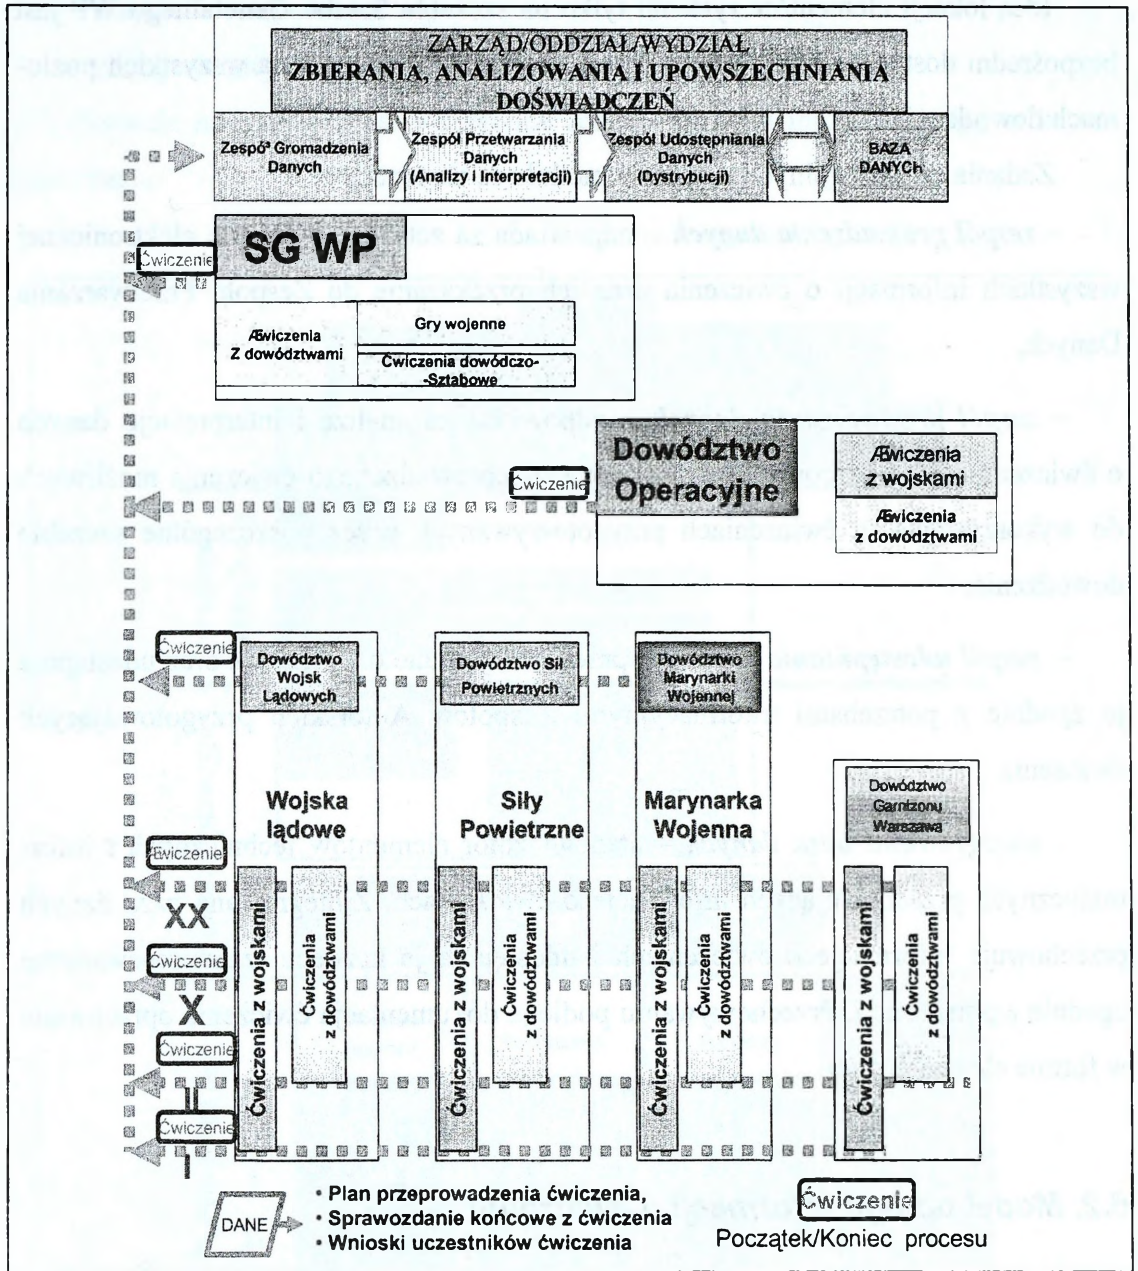 ZARZĄD/ODDZIAŁ/WYDZIAŁ
ZBIERANIA, ANALIZOWANIA I UPOWSZECHNIANIA
DOŚWIADCZEŃ
Zespó" Gromadzenia
Danych
Zespół Przetwarzania
Danych
(Analizy i Interpretacji)
Zespół Udostępniania
Danych
(Dystrybucji)
BAZA
DANYCH
SG WP
Ćwiczenie
Æwiczenia
Z dowództwami
Gry wojenne
Ćwiczenia dowódczo-
-Sztabowe
Dowództwo
Operacyjne
Ćwiczenie
Æwiczenia
z wojskami
Æwiczenia
z dowództwami
Ćwiczenie
Dowództwo
Wojsk
Lądowych
Dowództwo Sił
Powietrznych
Dowództwo
Marynarki
Wojennej
Wojska
lądowe
Siły
Powietrzne
Marynarka
Wojenna
Dowództwo
Garnizonu
Warszawa
Æwiczenie
XX
Ćwiczenie
X
Ćwiczenie
II
Ćwiczenie
I
Ćwiczenia z wojskami
Ćwiczenia
z dowództwami
Ćwiczenia z wojskami
Ćwiczenia
z dowództwami
Ćwiczenia z wojskami
Ćwiczenia
z dowództwami
Ćwiczenia z wojskami
Ćwiczenia
z dowództwami
DANE
• Plan przeprowadzenia ćwiczenia,
• Sprawozdanie końcowe z ćwiczenia
• Wnioski uczestników ćwiczenia
Ćwiczenie
Początek/Koniec procesu